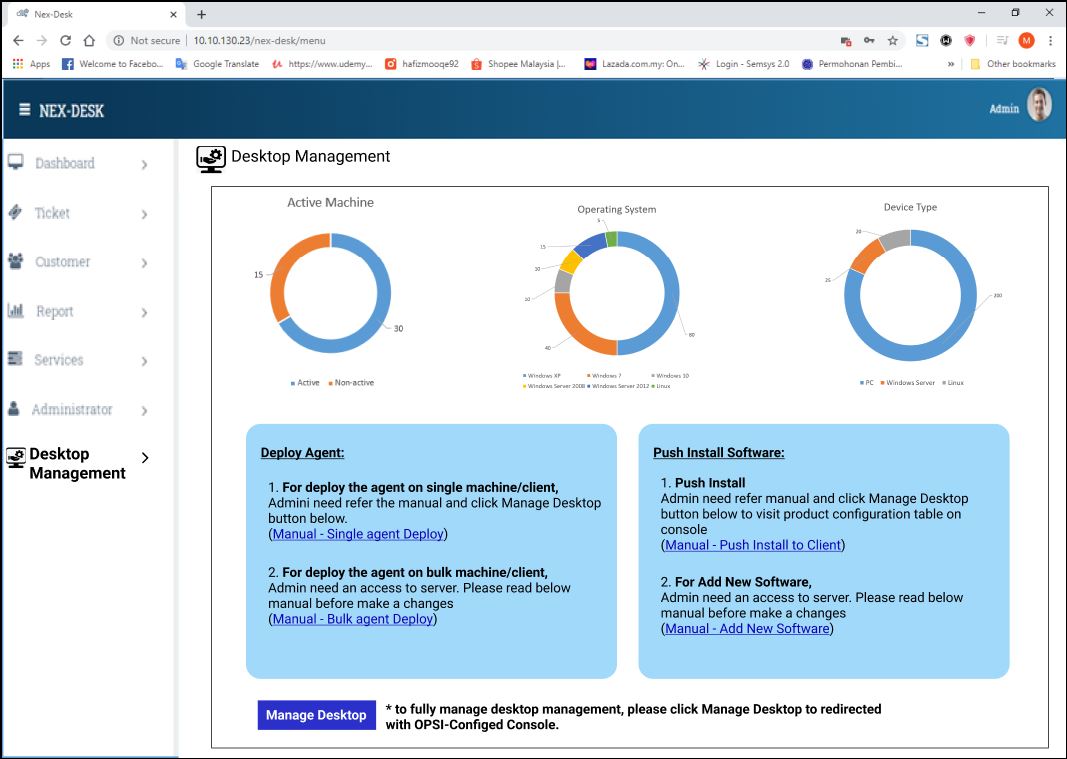 Nex-Desk
Not secure | 10.10.130.23/nex-desk/menu
M
Apps Welcome to Facebo... Google Translate https://www.udemy... hafizmooqe92 Shopee Malaysia |... Lazada.com.my: On... Login - Semsys 2.0 Permohonan Pembi... » Other bookmarks
NEX-DESK
Admin
Dashboard
Ticket
Customer
Report
Services
Administrator
Desktop
Management
Desktop Management
Active Machine
15
30
Active Non-active
Operating System
5
15
10
10
40
80
Windows XP Windows 7 Windows 10
Windows Server 2008 Windows Server 2012 Linux
Device Type
20
25
200
PC Windows Server Linux
Deploy Agent:
1. For deploy the agent on single machine/client,
Admini need refer the manual and click Manage Desktop
button below.
(Manual - Single agent Deploy)
2. For deploy the agent on bulk machine/client,
Admin need an access to server. Please read below
manual before make a changes
(Manual - Bulk agent Deploy)
Push Install Software:
1. Push Install
Admin need refer manual and click Manage Desktop
button below to visit product configuration table on
console
(Manual - Push Install to Client)
2. For Add New Software,
Admin need an access to server. Please read below
manual before make a changes
(Manual - Add New Software)
Manage Desktop
* to fully manage desktop management, please click Manage Desktop to redirected
with OPSI-Configed Console.